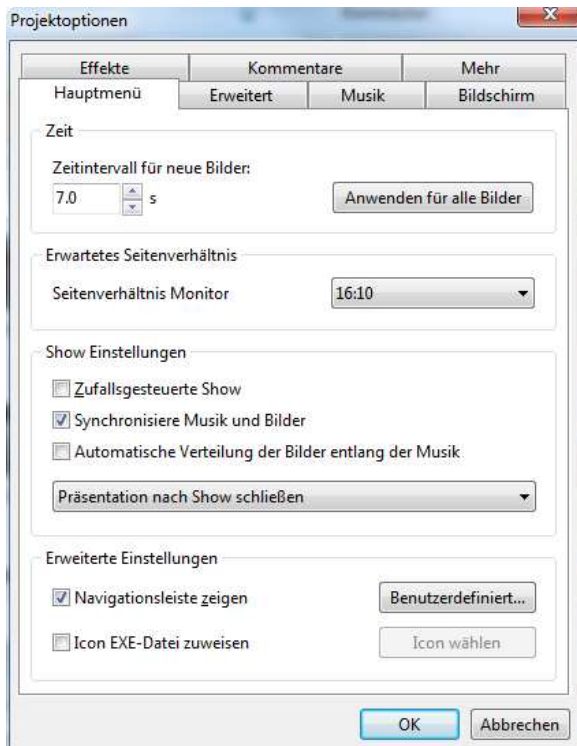 Projektoptionen
Effekte Kommentare Mehr
Hauptmenü Erweitert Musik Bildschirm
Zeit
Zeitintervall für neue Bilder:
7.0 s Anwenden für alle Bilder
Erwartetes Seitenverhältnis
Seitenverhältnis Monitor 16:10
Show Einstellungen
Zufallsgesteuerte Show
Synchronisiere Musik und Bilder
Automatische Verteilung der Bilder entlang der Musik
Präsentation nach Show schließen
Erweiterte Einstellungen
Navigationsleiste zeigen Benutzerdefiniert...
Icon EXE-Datei zuweisen Icon wählen
OK Abbrechen